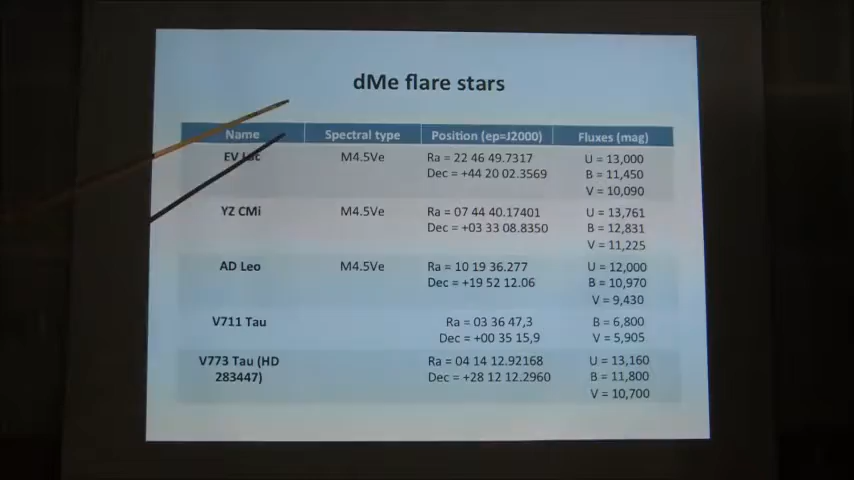 dMe flare stars
Name Spectral type Position (ep=J2000) Fluxes (mag)
EV Lac M4.5Ve Ra = 22 46 49.7317 U = 13,000
Dec = +44 20 02.3569 B = 11,450
V = 10,090
YZ CMi M4.5Ve Ra = 07 44 40.17401 U = 13,761
Dec = +03 33 08.8350 B = 12,831
V = 11,225
AD Leo M4.5Ve Ra = 10 19 36.277 U = 12,000
Dec = +19 52 12.06 B = 10,970
V = 9,430
V711 Tau Ra = 03 36 47,3 B = 6,800
Dec = +00 35 15,9 V = 5,905
V773 Tau (HD Ra = 04 14 12.92168 U = 13,160
283447) Dec = +28 12 12.2960 B = 11,800
V = 10,700